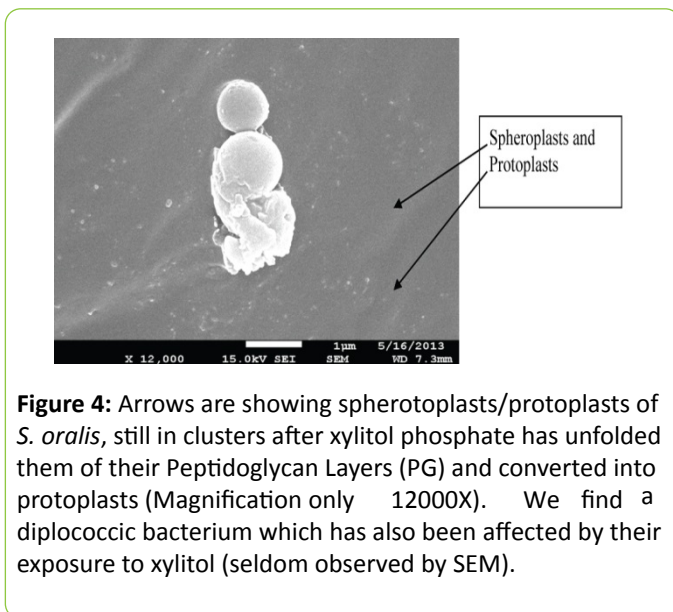 Spheroplasts and
Protoplasts
1µm 5/16/2013
X 12,000 15.0kV SEI SEM WD 7.3mm
Figure 4: Arrows are showing spherotoplasts/protoplasts of
S. oralis, still in clusters after xylitol phosphate has unfolded
them of their Peptidoglycan Layers (PG) and converted into
protoplasts (Magnification only 12000X). We find a
diplococcic bacterium which has also been affected by their
exposure to xylitol (seldom observed by SEM).